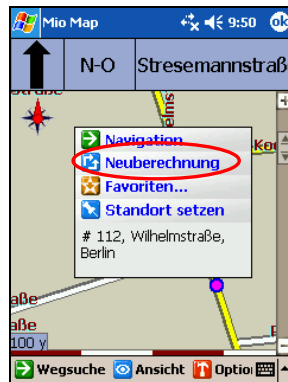 Mio Map 9:50 ok
N-O Stresemannstraß
Navigation
Neuberechnung
Favoriten...
Standort setzen
# 112, Wilhelmstraße,
Berlin
aße
aße
100 y
Wegsuche Ansicht Option